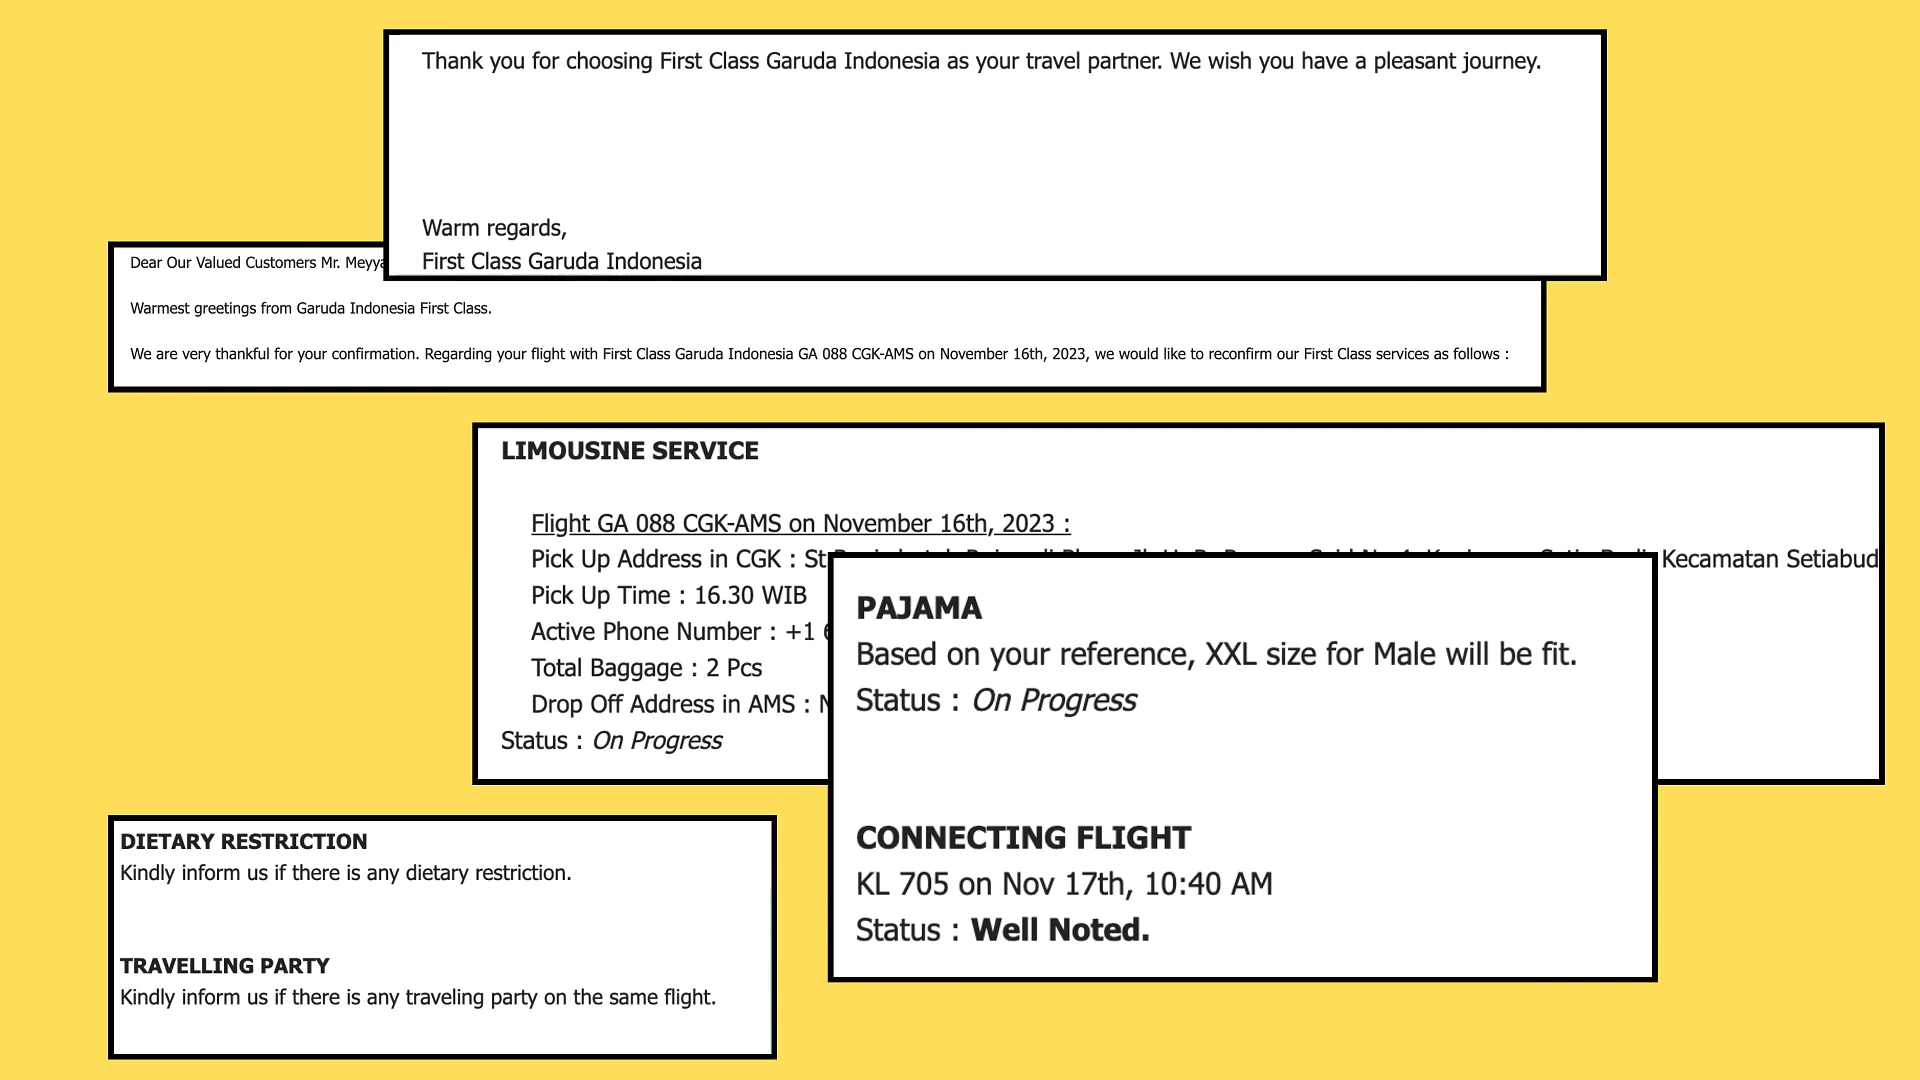 Thank you for choosing First Class Garuda Indonesia as your travel partner. We wish you have a pleasant journey.
Warm regards,
First Class Garuda Indonesia
Dear Our Valued Customers Mr.
Warmest greetings from Garuda Indonesia First Class.
We are very thankful for your confirmation. Regarding your flight with First Class Garuda Indonesia GA 088 CGK-AMS on November 16th, 2023, we would like to reconfirm our First Class services as follows :
LIMOUSINE SERVICE
Flight GA 088 CGK-AMS on November 16th, 2023 :
Pick Up Address in CGK : St Kecamatan
Pick Up Time : 16.30 WIB
Active Phone Number : +1
Total Baggage : 2 Pcs
Drop Off Address in AMS :
Status : On Progress
PAJAMA
Based on your reference, XXL size for Male will be fit.
Status : On Progress
CONNECTING FLIGHT
KL 705 on Nov 17th, 10:40 AM
Status : Well Noted.
DIETARY RESTRICTION
Kindly inform us if there is any dietary restriction.
TRAVELLING PARTY
Kindly inform us if there is any traveling party on the same flight.